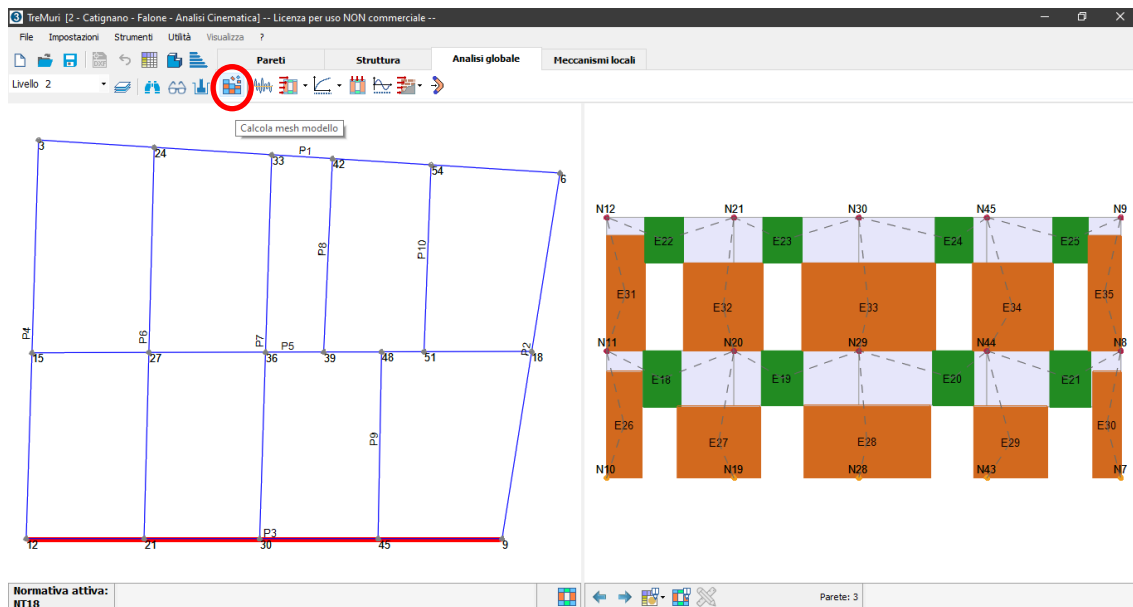 TreMuri [2 - Catignano - Falone - Analisi Cinematica] -- Licenza per uso NON commerciale --
File Impostazioni Strumenti Utilità Visualizza ?
Pareti Struttura Analisi globale Meccanismi locali
Livello 2
Calcola mesh modello
3 24 33 P1 42 54 6
P8 P10
P4 P6 P7 P5 P2
15 27 36 39 48 51 18
P9
P3
12 21 30 45 9
N12 N21 N30 N45 N9
E22 E23 E24 E25
E31 E32 E33 E34 E35
N11 N20 N29 N44 N8
E18 E19 E20 E21
E26 E27 E28 E29 E30
N10 N19 N28 N43 N7
Normativa attiva:
NT18
Parete: 3